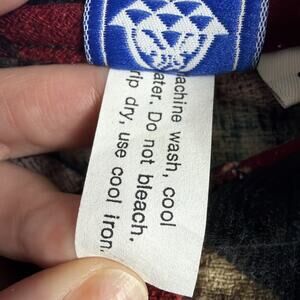 achine wash, cool
ater. Do not bleach.
rip dry, use cool iron.